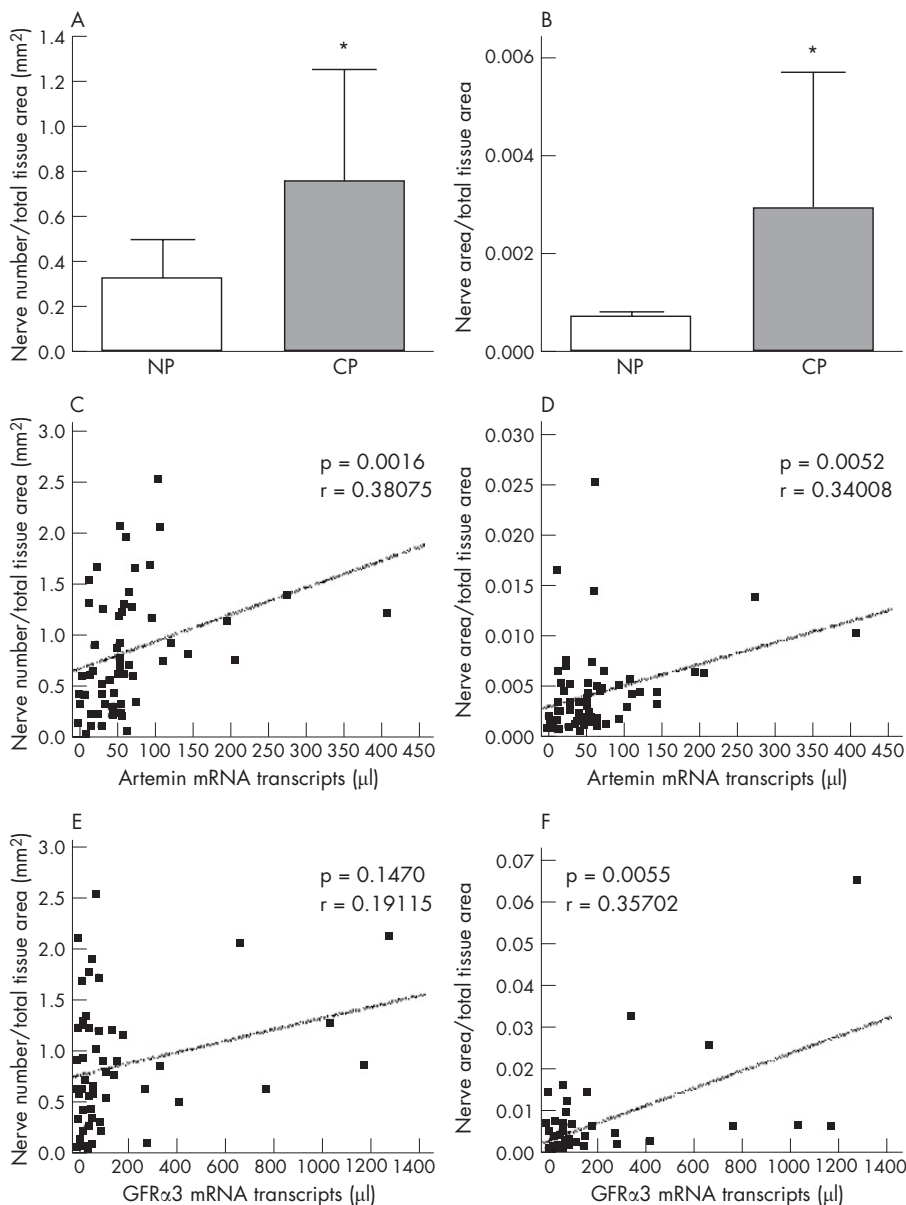 A
Nerve number/total tissue area (mm²)
1.4
1.2
1.0
0.8
0.6
0.4
0.2
0.0
*
NP CP
B
Nerve area/total tissue area
0.006
0.004
0.002
0.000
*
NP CP
C
Nerve number/total tissue area (mm²)
3.0
2.5
2.0
1.5
1.0
0.5
0.0
p = 0.0016
r = 0.38075
0 50 100 150 200 250 300 350 400 450
Artemin mRNA transcripts (µl)
D
Nerve area/total tissue area
0.030
0.025
0.020
0.015
0.010
0.005
0.000
p = 0.0052
r = 0.34008
0 50 100 150 200 250 300 350 400 450
Artemin mRNA transcripts (µl)
E
Nerve number/total tissue area (mm²)
3.0
2.5
2.0
1.5
1.0
0.5
0.0
p = 0.1470
r = 0.19115
0 200 400 600 800 1000 1200 1400
GFRα3 mRNA transcripts (µl)
F
Nerve area/total tissue area
0.07
0.06
0.05
0.04
0.03
0.02
0.01
0.00
p = 0.0055
r = 0.35702
0 200 400 600 800 1000 1200 1400
GFRα3 mRNA transcripts (µl)